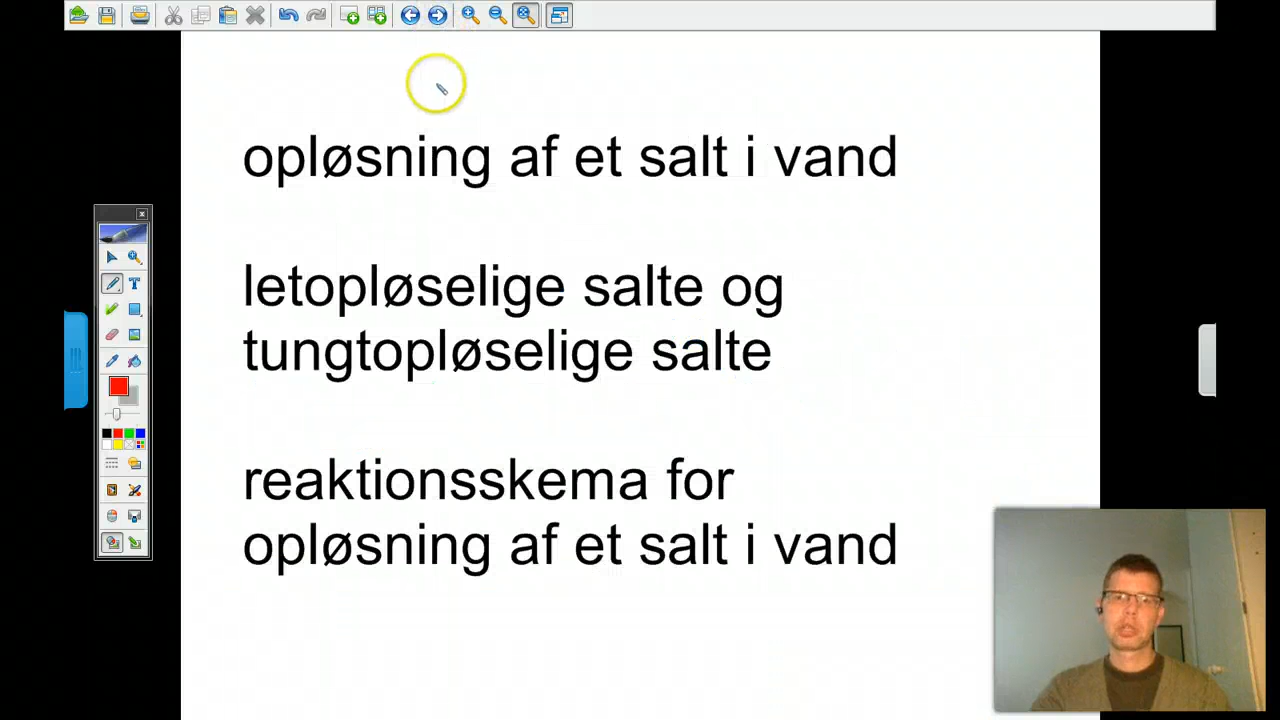 opløsning af et salt i vand
letopløselige salte og
tungtopløselige salte
reaktionsskema for
opløsning af et salt i vand